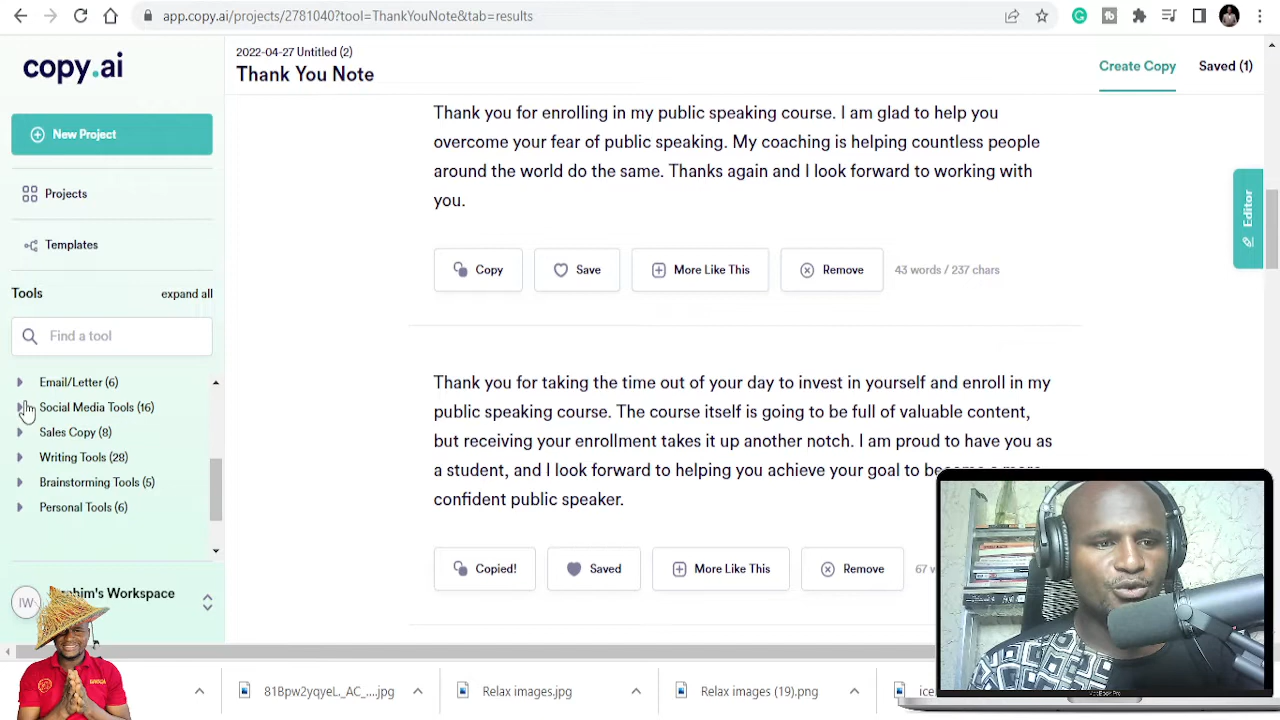 app.copy.ai/projects/2781040?tool=ThankYouNote&tab=results
copy.ai
2022-04-27 Untitled (2)
Thank You Note
Create Copy
Saved (1)
New Project
Projects
Templates
Tools
expand all
Find a tool
Email/Letter (6)
Social Media Tools (16)
Sales Copy (8)
Writing Tools (28)
Brainstorming Tools (5)
Personal Tools (6)
IW
Workspace
Thank you for enrolling in my public speaking course. I am glad to help you
overcome your fear of public speaking. My coaching is helping countless people
around the world do the same. Thanks again and I look forward to working with
you.
Copy
Save
More Like This
Remove
43 words / 237 chars
Thank you for taking the time out of your day to invest in yourself and enroll in my
public speaking course. The course itself is going to be full of valuable content,
but receiving your enrollment takes it up another notch. I am proud to have you as
a student, and I look forward to helping you achieve your goal to become a more
confident public speaker.
Copied!
Saved
More Like This
Remove
67
Editor
81Bpw2yqyeL_AC_....jpg
Relax images.jpg
Relax images (19).png
ice